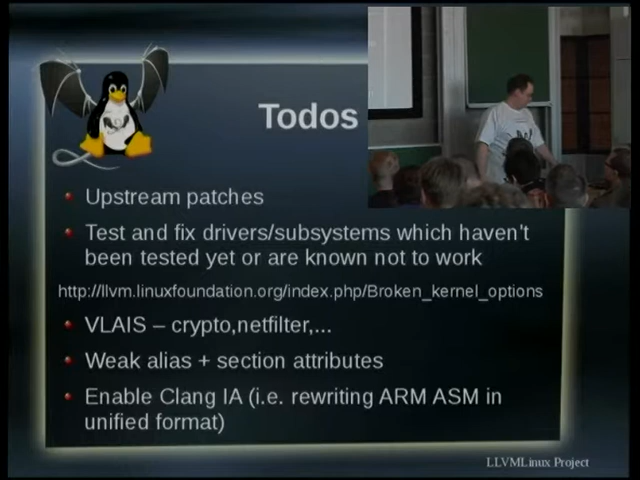 Todos
Upstream patches
Test and fix drivers/subsystems which haven't
been tested yet or are known not to work
http://llvm.linuxfoundation.org/index.php/Broken_kernel_options
VLAIS – crypto,netfilter,...
Weak alias + section attributes
Enable Clang IA (i.e. rewriting ARM ASM in
unified format)
LLVMLinux Project